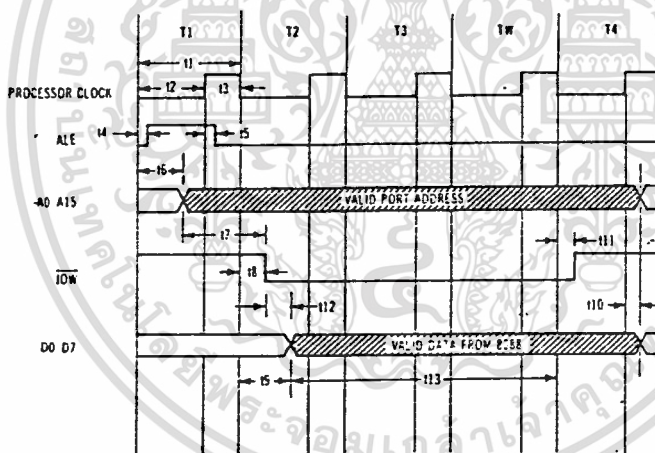 T1 T2 T3 TW T4
t1
t2 t3
PROCESSOR CLOCK
t4 t5
ALE
t6
A0 A15 VALID PORT ADDRESS
t7
t8 t11
IOW
t12 t10
D0 D7 VALID DATA FROM 8088
t5 t13